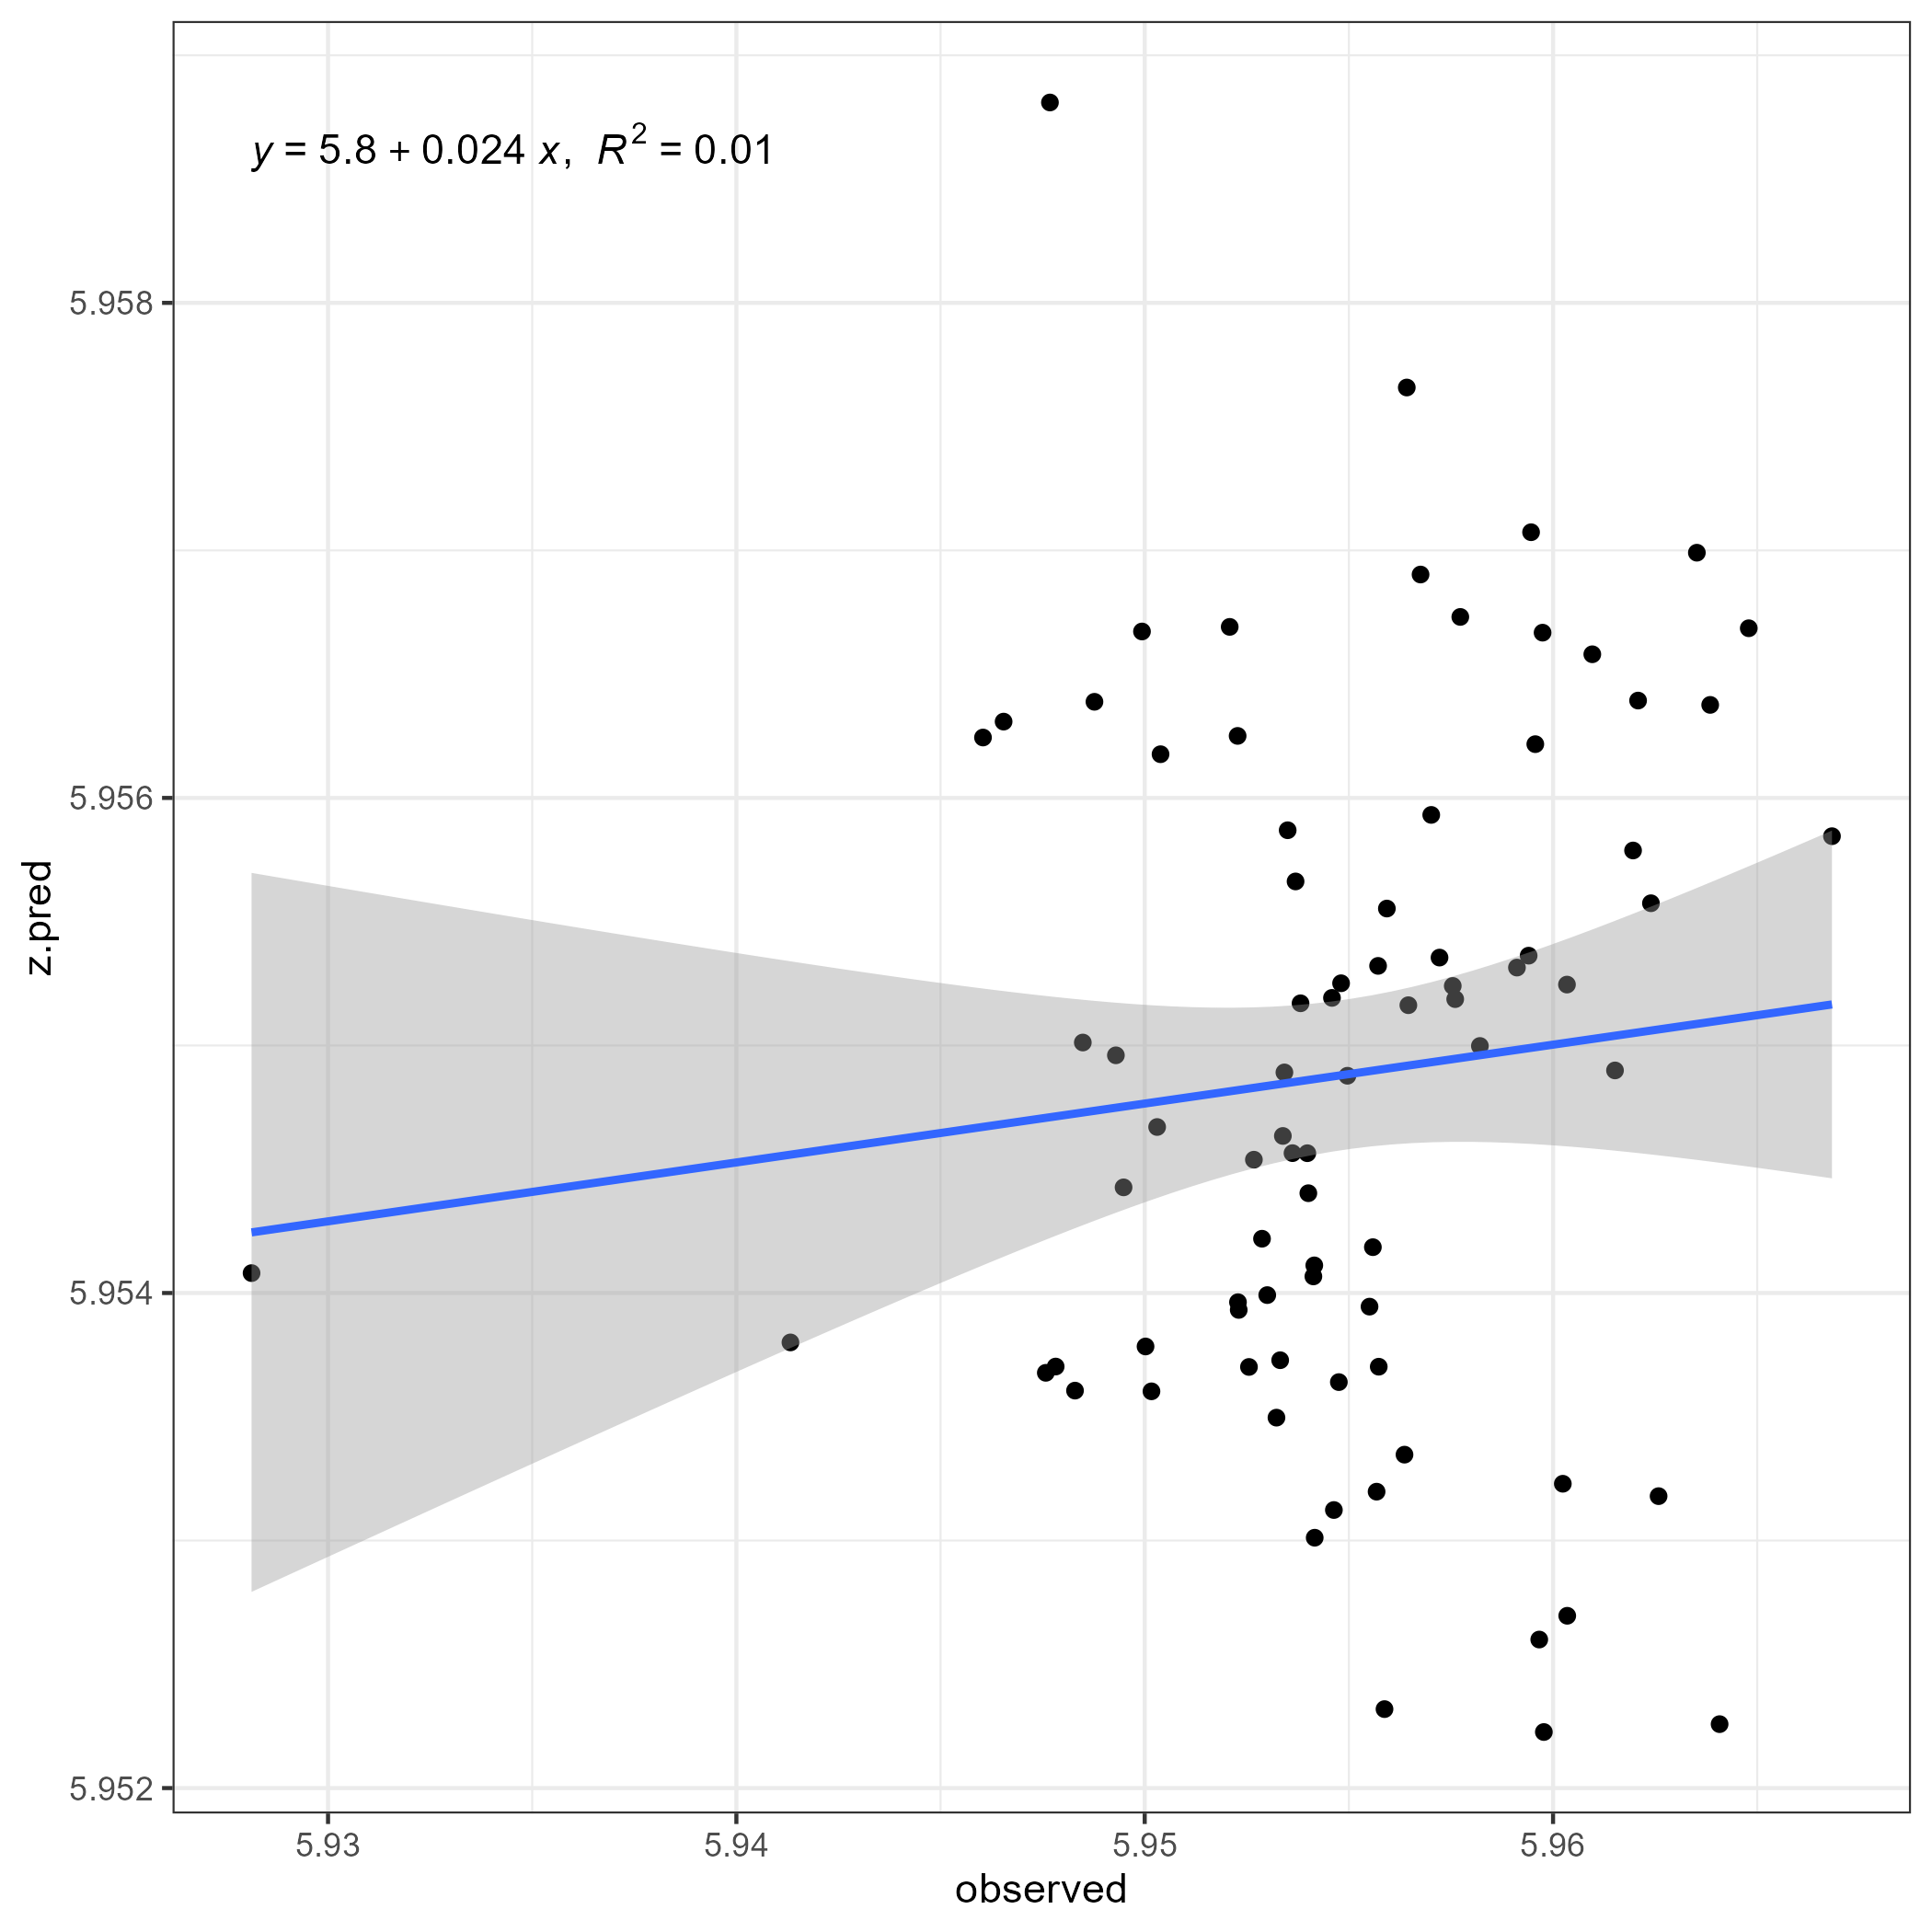 y = 5.8 + 0.024 x, R² = 0.01
5.958
5.956
5.954
5.952
z.pred
5.93 5.94 5.95 5.96
observed